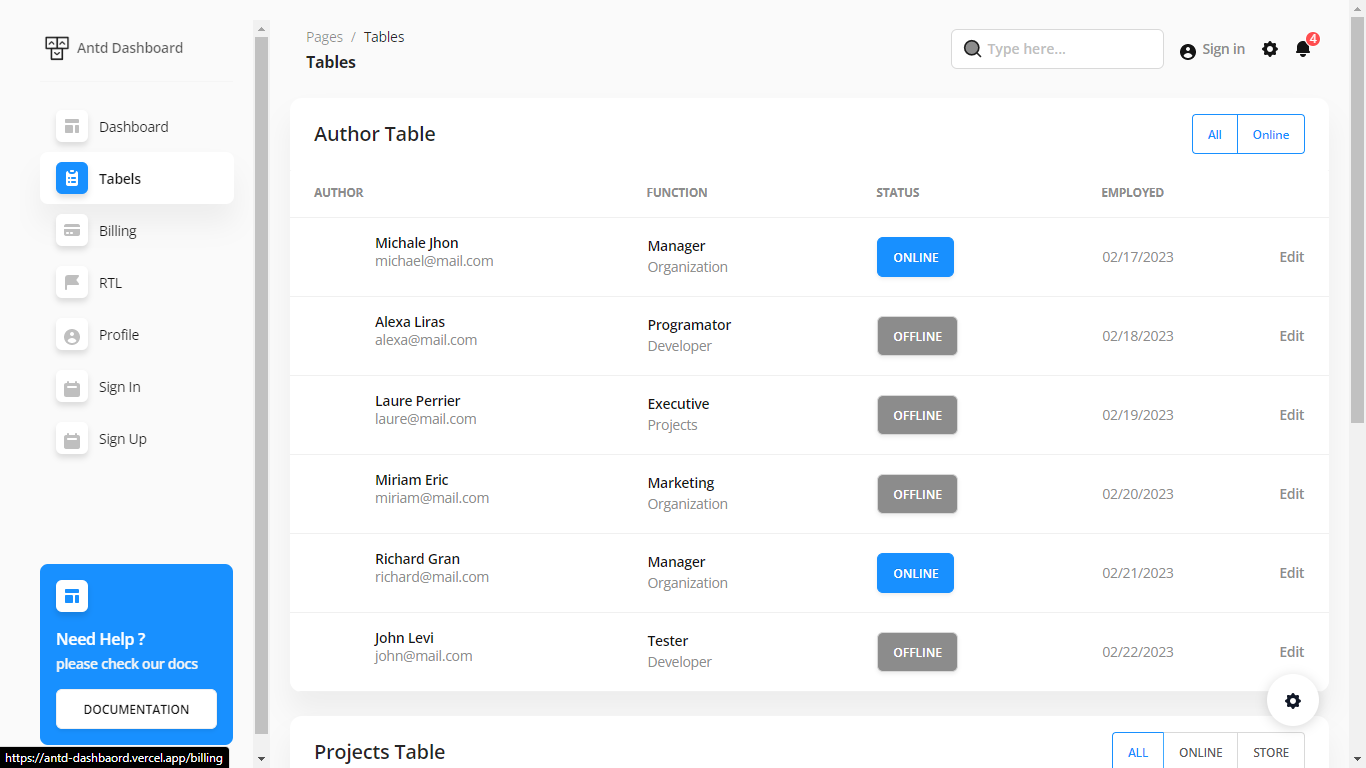 Antd Dashboard
Dashboard
Tabels
Billing
RTL
Profile
Sign In
Sign Up
Need Help ?
please check our docs
DOCUMENTATION
https://antd-dashbaord.vercel.app/billing
Pages / Tables
Tables
Type here...
Sign in
4
Author Table
All Online
AUTHOR FUNCTION STATUS EMPLOYED
Michale Jhon
michael@mail.com
Manager
Organization
ONLINE
02/17/2023
Edit
Alexa Liras
alexa@mail.com
Programator
Developer
OFFLINE
02/18/2023
Edit
Laure Perrier
laure@mail.com
Executive
Projects
OFFLINE
02/19/2023
Edit
Miriam Eric
miriam@mail.com
Marketing
Organization
OFFLINE
02/20/2023
Edit
Richard Gran
richard@mail.com
Manager
Organization
ONLINE
02/21/2023
Edit
John Levi
john@mail.com
Tester
Developer
OFFLINE
02/22/2023
Edit
Projects Table
ALL ONLINE STORE